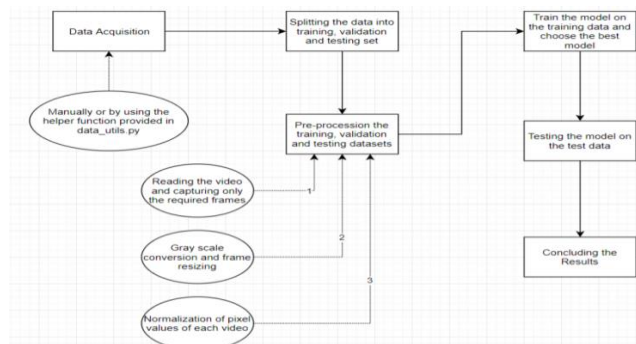 Data Acquisition
Splitting the data into
training, validation
and testing set
Train the model on
the training data and
choose the best
model
Manually or by using the
helper function provided in
data_utils.py
Pre-procession the
training, validation
and testing datasets
Testing the model on
the test data
Reading the video
and capturing only
the required frames
1
Gray scale
conversion and frame
resizing
2
Concluding the
Results
Normalization of pixel
values of each video
3